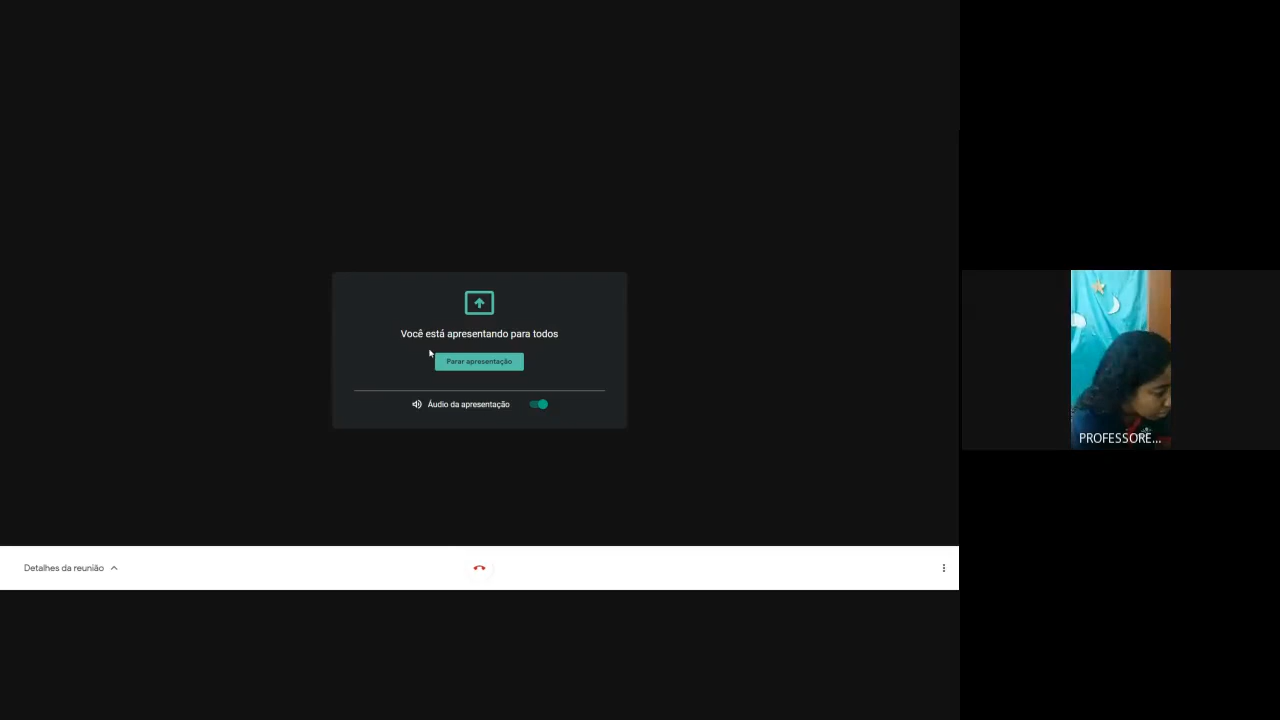 Você está apresentando para todos
Parar apresentação
Áudio da apresentação
PROFESSORE...
Detalhes da reunião